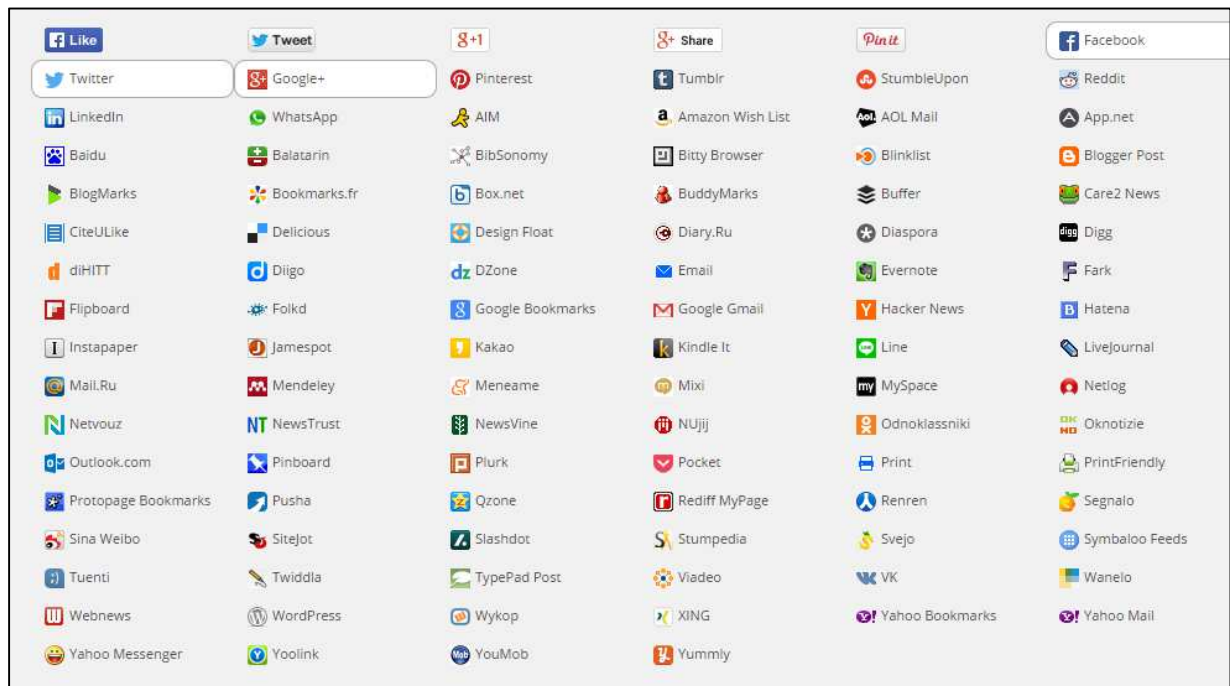 Like Tweet g+1 g+ Share Pinit Facebook
Twitter Google+ Pinterest Tumblr StumbleUpon Reddit
LinkedIn WhatsApp AIM Amazon Wish List AOL Mail App.net
Baidu Balatarin BibSonomy Bitty Browser Blinklist Blogger Post
BlogMarks Bookmarks.fr Box.net BuddyMarks Buffer Care2 News
CiteULike Delicious Design Float Diary.Ru Diaspora Digg
diHITT Diigo DZone Email Evernote Fark
Flipboard Folkd Google Bookmarks Google Gmail Hacker News Hatena
Instapaper Jamespot Kakao Kindle It Line LiveJournal
Mail.Ru Mendeley Meneame Mixi MySpace Netlog
Netvouz NewsTrust NewsVine NUjij Odnoklassniki Oknotizie
Outlook.com Pinboard Plurk Pocket Print PrintFriendly
Protopage Bookmarks Pusha Qzone Rediff MyPage Renren Segnalo
Sina Weibo SiteJot Slashdot Stumpedia Svejo Symbaloo Feeds
Tuenti Twiddla TypePad Post Viadeo VK Wanelo
Webnews WordPress Wykop XING Yahoo Bookmarks Yahoo Mail
Yahoo Messenger Yoolink YouMob Yummly